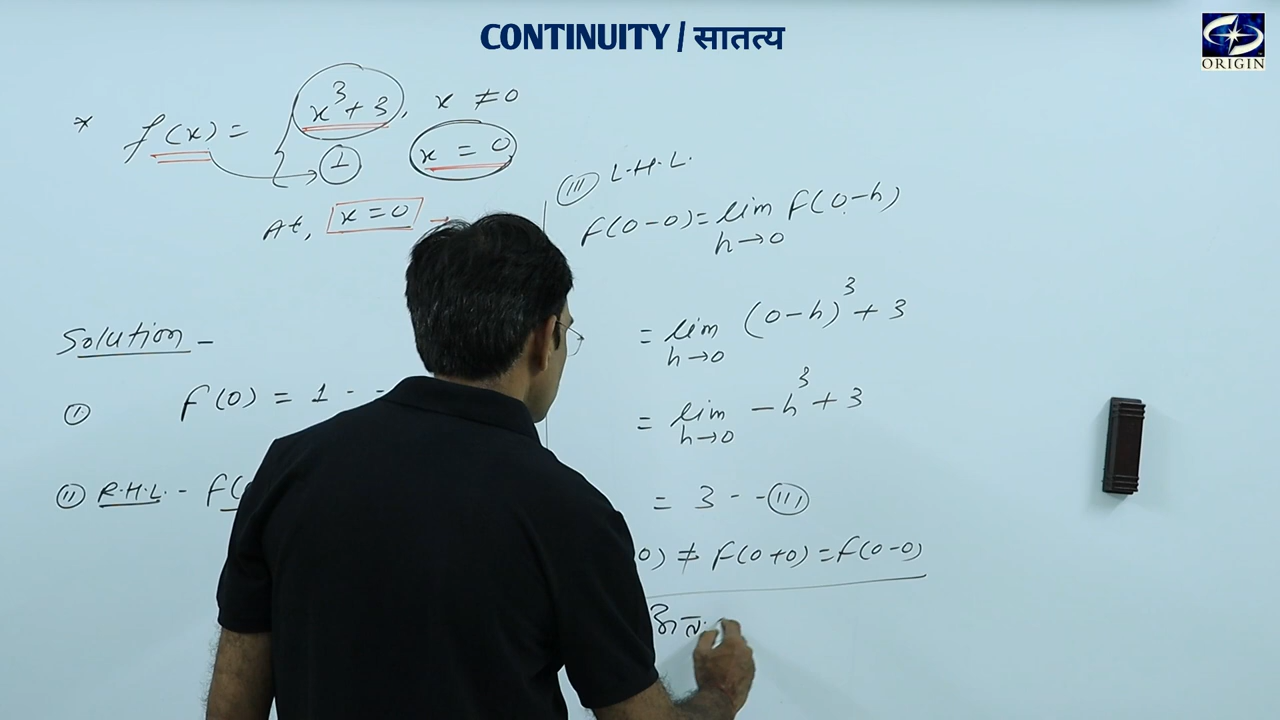 CONTINUITY / सातत्य
ORIGIN
* f(x) = { x³ + 3, x ≠ 0
1 x = 0
At, x = 0
Solution -
(I) f(0) = 1 - -
(II) R.H.L. - f(
(III) L.H.L.
f(0-0) = lim f(0-h)
h→0
= lim (0-h)³ + 3
h→0
= lim -h³ + 3
h→0
= 3 - - (III)
0) ≠ f(0+0) = f(0-0)